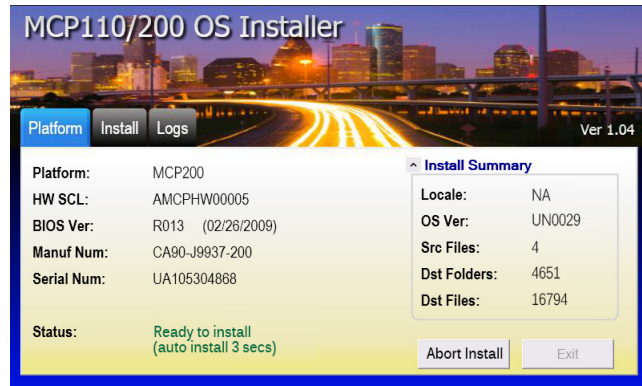 MCP110/200 OS Installer
Platform Install Logs
Ver 1.04
Platform: MCP200
HW SCL: AMCPHW00005
BIOS Ver: R013 (02/26/2009)
Manuf Num: CA90-J9937-200
Serial Num: UA105304868
Status: Ready to install
(auto install 3 secs)
Install Summary
Locale: NA
OS Ver: UN0029
Src Files: 4
Dst Folders: 4651
Dst Files: 16794
Abort Install Exit